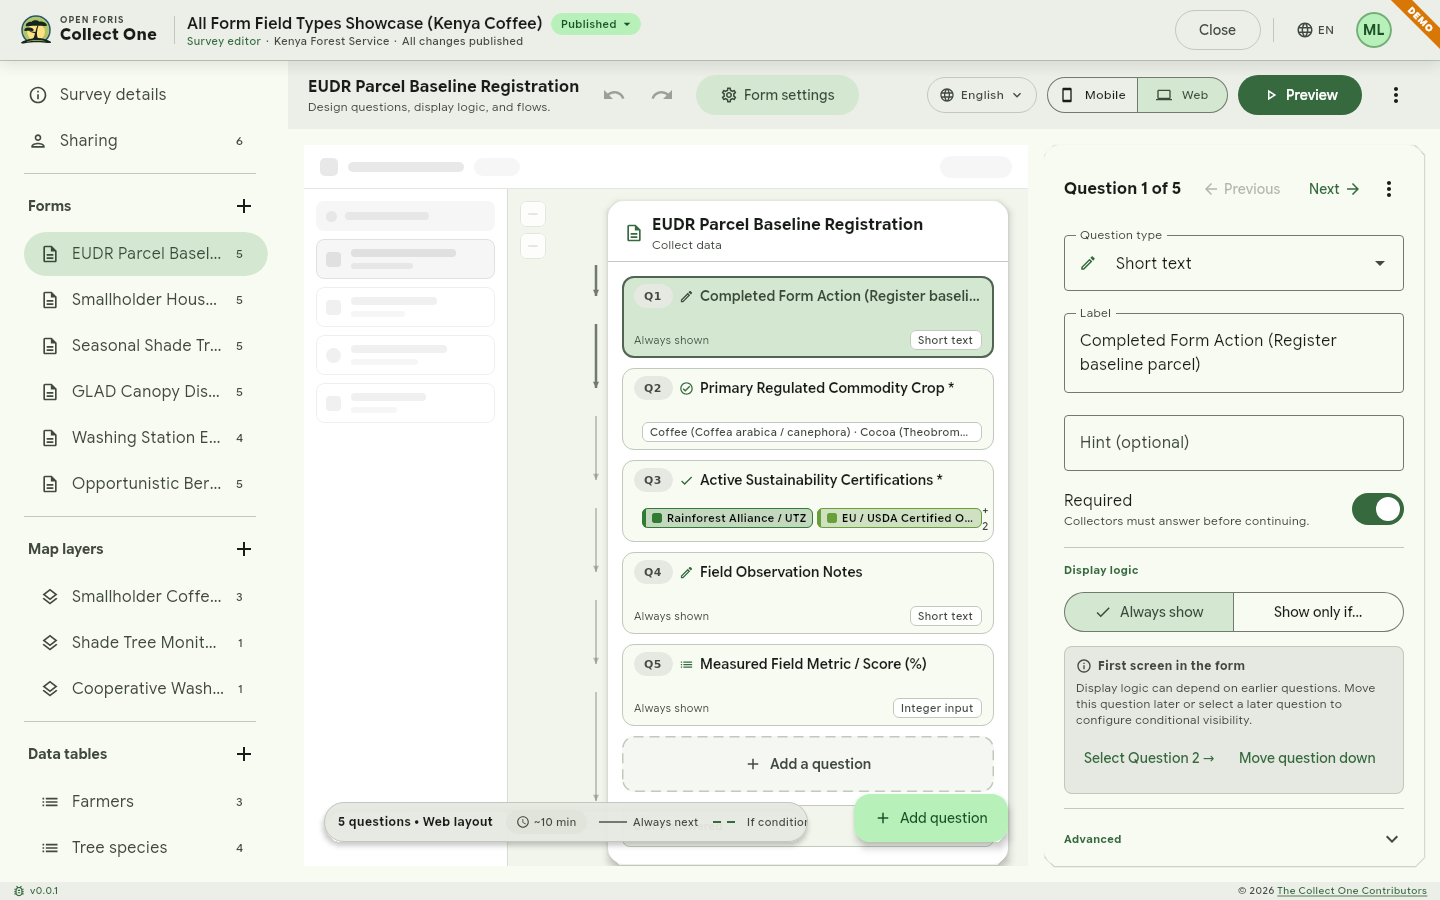 OPEN FORIS
Collect One
All Form Field Types Showcase (Kenya Coffee)
Published
Survey editor · Kenya Forest Service · All changes published
Close
EN
ML
DEMO
Survey details
Sharing
6
Forms
EUDR Parcel Basel...
5
Smallholder Hous...
5
Seasonal Shade Tr...
5
GLAD Canopy Dis...
5
Washing Station E...
4
Opportunistic Ber...
5
Map layers
Smallholder Coffe...
3
Shade Tree Monit...
1
Cooperative Wash...
1
Data tables
Farmers
3
Tree species
4
EUDR Parcel Baseline Registration
Design questions, display logic, and flows.
Form settings
English
Mobile
Web
Preview
EUDR Parcel Baseline Registration
Collect data
Q1
Completed Form Action (Register baseli...
Always shown
Short text
Q2
Primary Regulated Commodity Crop *
Coffee (Coffea arabica / canephora) · Cocoa (Theobrom...
Q3
Active Sustainability Certifications *
Rainforest Alliance / UTZ
EU / USDA Certified O...
+
2
Q4
Field Observation Notes
Always shown
Short text
Q5
Measured Field Metric / Score (%)
Always shown
Integer input
Add a question
5 questions • Web layout
~10 min
Always next
If condition
Add question
Question 1 of 5
Previous
Next
Question type
Short text
Label
Completed Form Action (Register
baseline parcel)
Hint (optional)
Required
Collectors must answer before continuing.
Display logic
Always show
Show only if...
First screen in the form
Display logic can depend on earlier questions. Move
this question later or select a later question to
configure conditional visibility.
Select Question 2 →
Move question down
Advanced
v0.0.1
© 2026 The Collect One Contributors